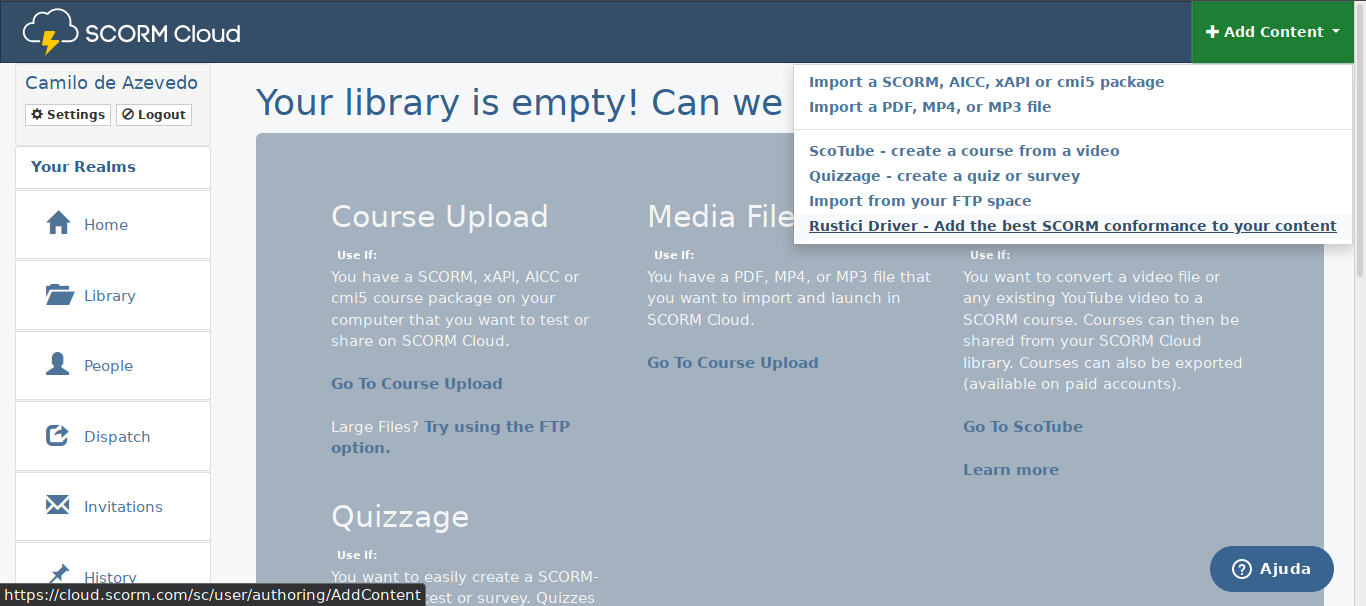 SCORM Cloud
Add Content
Camilo de Azevedo
Settings
Logout
Your Realms
Home
Library
People
Dispatch
Invitations
History
Your library is empty! Can we
Import a SCORM, AICC, xAPI or cmi5 package
Import a PDF, MP4, or MP3 file
ScoTube - create a course from a video
Quizzage - create a quiz or survey
Import from your FTP space
Rustici Driver - Add the best SCORM conformance to your content
Course Upload
Use If:
You have a SCORM, xAPI, AICC or
cmi5 course package on your
computer that you want to test or
share on SCORM Cloud.
Go To Course Upload
Large Files? Try using the FTP
option.
Media File
Use If:
You have a PDF, MP4, or MP3 file that
you want to import and launch in
SCORM Cloud.
Go To Course Upload
Use If:
You want to convert a video file or
any existing YouTube video to a
SCORM course. Courses can then be
shared from your SCORM Cloud
library. Courses can also be exported
(available on paid accounts).
Go To ScoTube
Learn more
Quizzage
Use If:
You want to easily create a SCORM-
test or survey. Quizzes
Ajuda
https://cloud.scorm.com/sc/user/authoring/AddContent